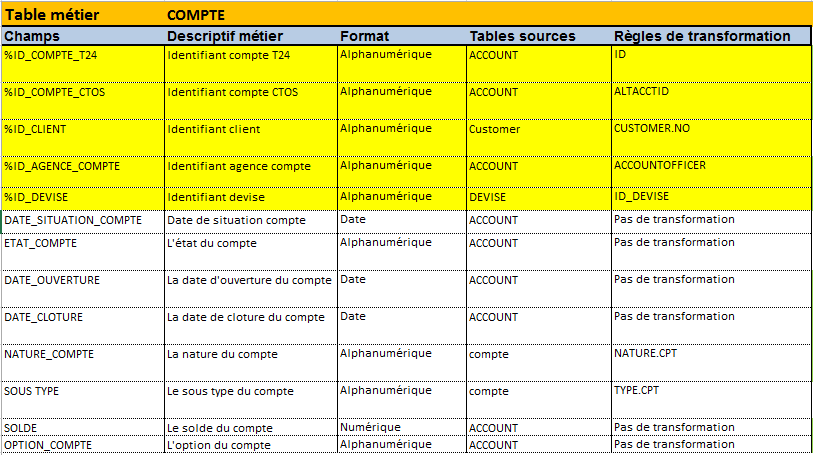 Table métier COMPTE
Champs Descriptif métier Format Tables sources Règles de transformation
%ID_COMPTE_T24 Identifiant compte T24 Alphanumérique ACCOUNT ID
%ID_COMPTE_CTOS Identifiant compte CTOS Alphanumérique ACCOUNT ALTACCTID
%ID_CLIENT Identifiant client Alphanumérique Customer CUSTOMER.NO
%ID_AGENCE_COMPTE Identifiant agence compte Alphanumérique ACCOUNT ACCOUNTOFFICER
%ID_DEVISE Identifiant devise Alphanumérique DEVISE ID_DEVISE
DATE_SITUATION_COMPTE Date de situation compte Date ACCOUNT Pas de transformation
ETAT_COMPTE L'état du compte Alphanumérique ACCOUNT Pas de transformation
DATE_OUVERTURE La date d'ouverture du compte Date ACCOUNT Pas de transformation
DATE_CLOTURE La date de cloture du compte Date ACCOUNT Pas de transformation
NATURE_COMPTE La nature du compte Alphanumérique compte NATURE.CPT
SOUS TYPE Le sous type du compte Alphanumérique compte TYPE.CPT
SOLDE Le solde du compte Numérique ACCOUNT Pas de transformation
OPTION_COMPTE L'option du compte Alphanumérique ACCOUNT Pas de transformation